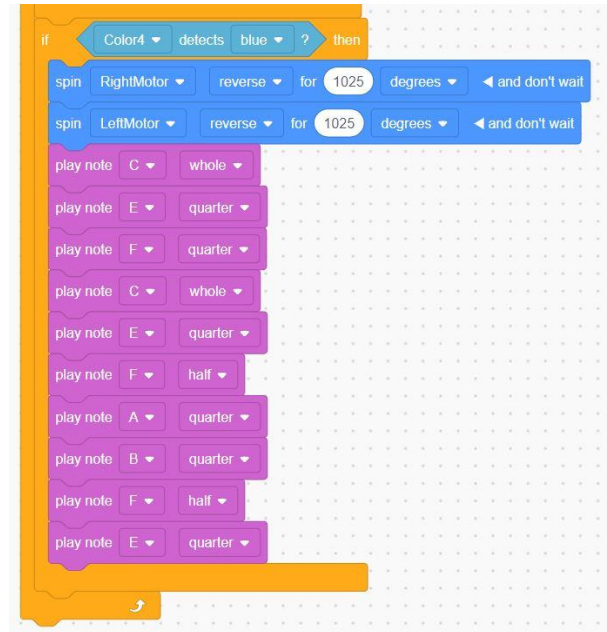 if Color4 detects blue ? then
spin RightMotor reverse for 1025 degrees and don't wait
spin LeftMotor reverse for 1025 degrees and don't wait
play note C whole
play note E quarter
play note F quarter
play note C whole
play note E quarter
play note F half
play note A quarter
play note B quarter
play note F half
play note E quarter